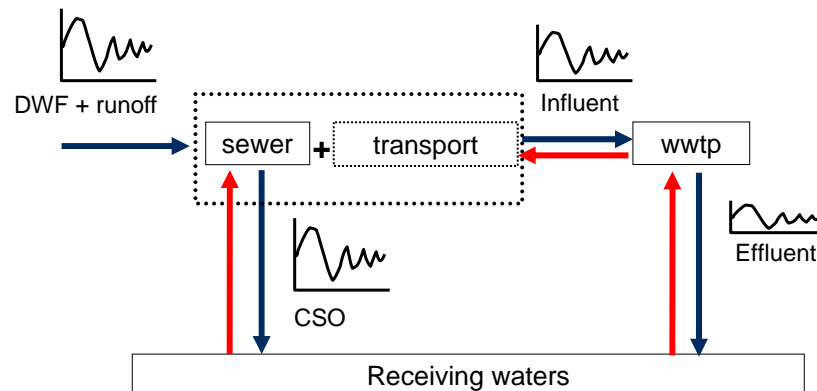 DWF + runoff
Influent
sewer + transport
wwtp
Effluent
CSO
Receiving waters